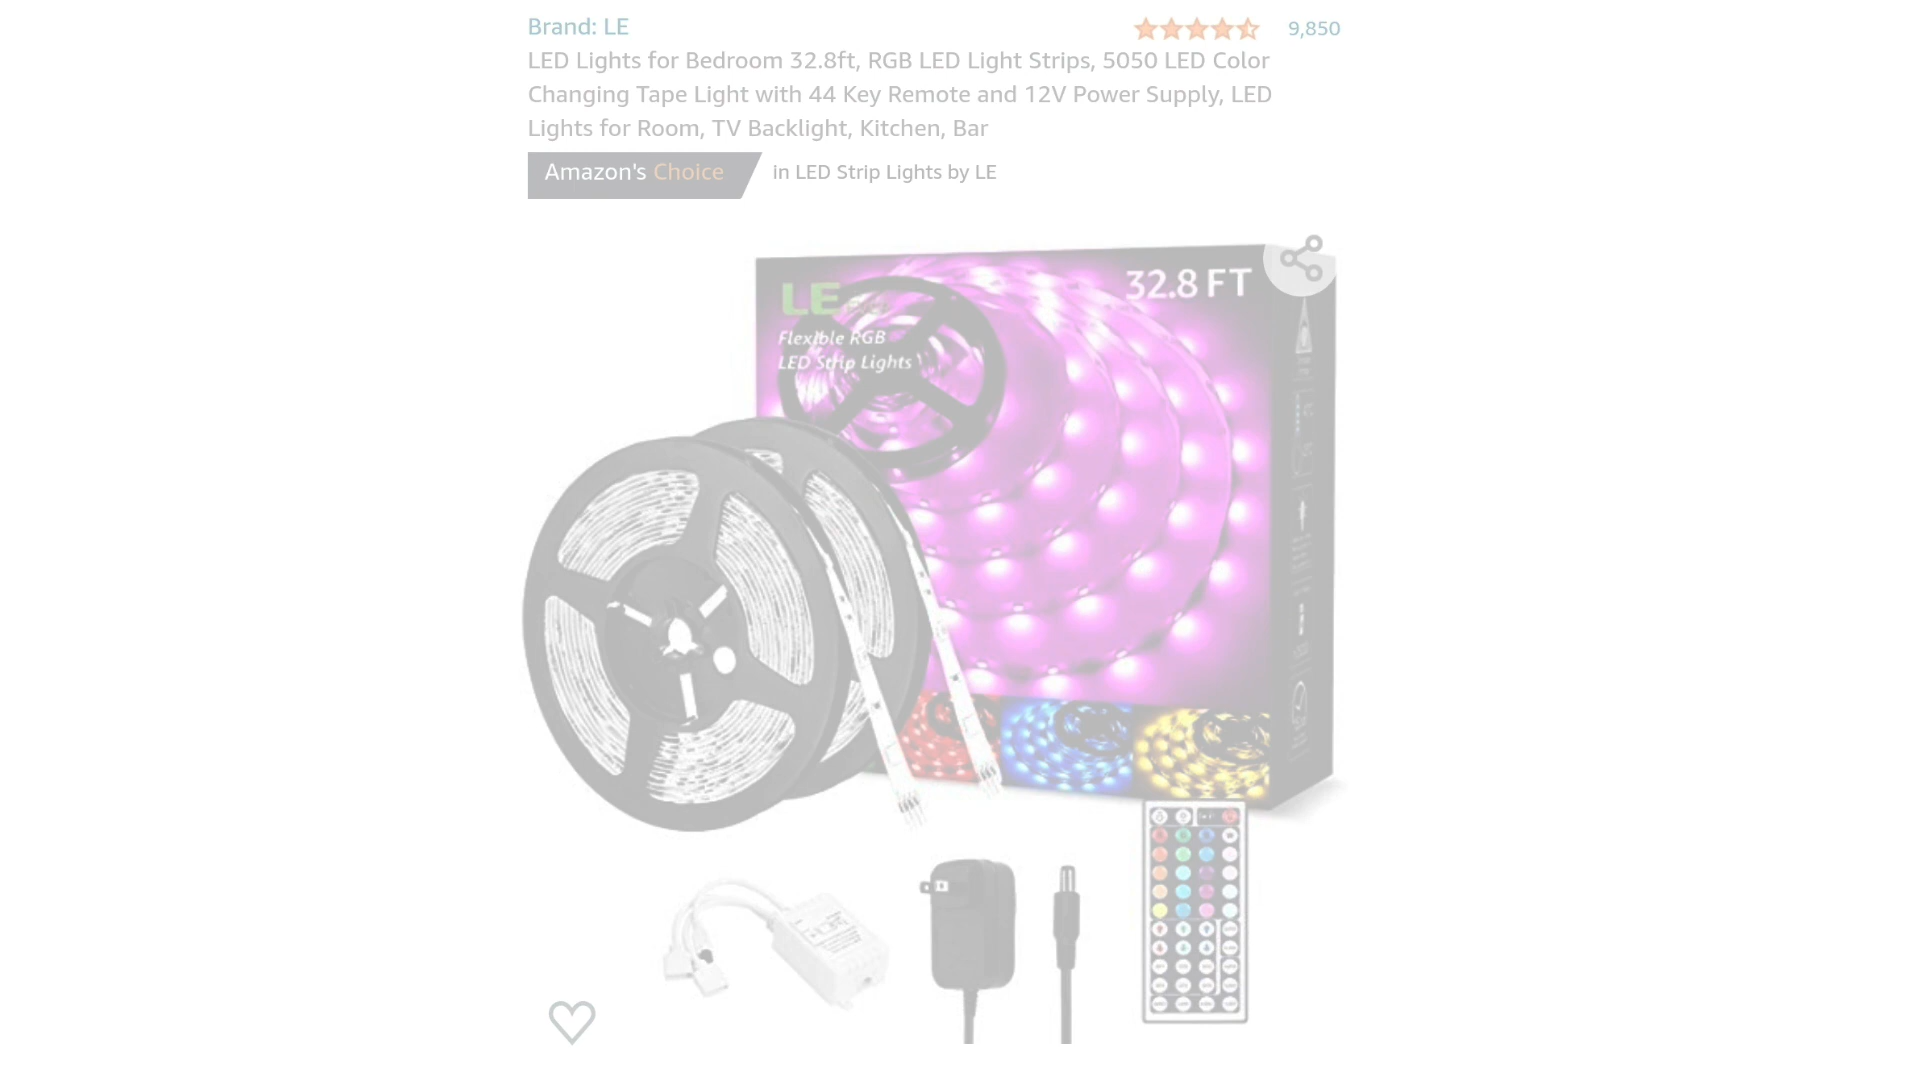 Brand: LE
9,850
LED Lights for Bedroom 32.8ft, RGB LED Light Strips, 5050 LED Color
Changing Tape Light with 44 Key Remote and 12V Power Supply, LED
Lights for Room, TV Backlight, Kitchen, Bar
Amazon's Choice in LED Strip Lights by LE
32.8 FT
LE
Flexible RGB
LED Strip Lights